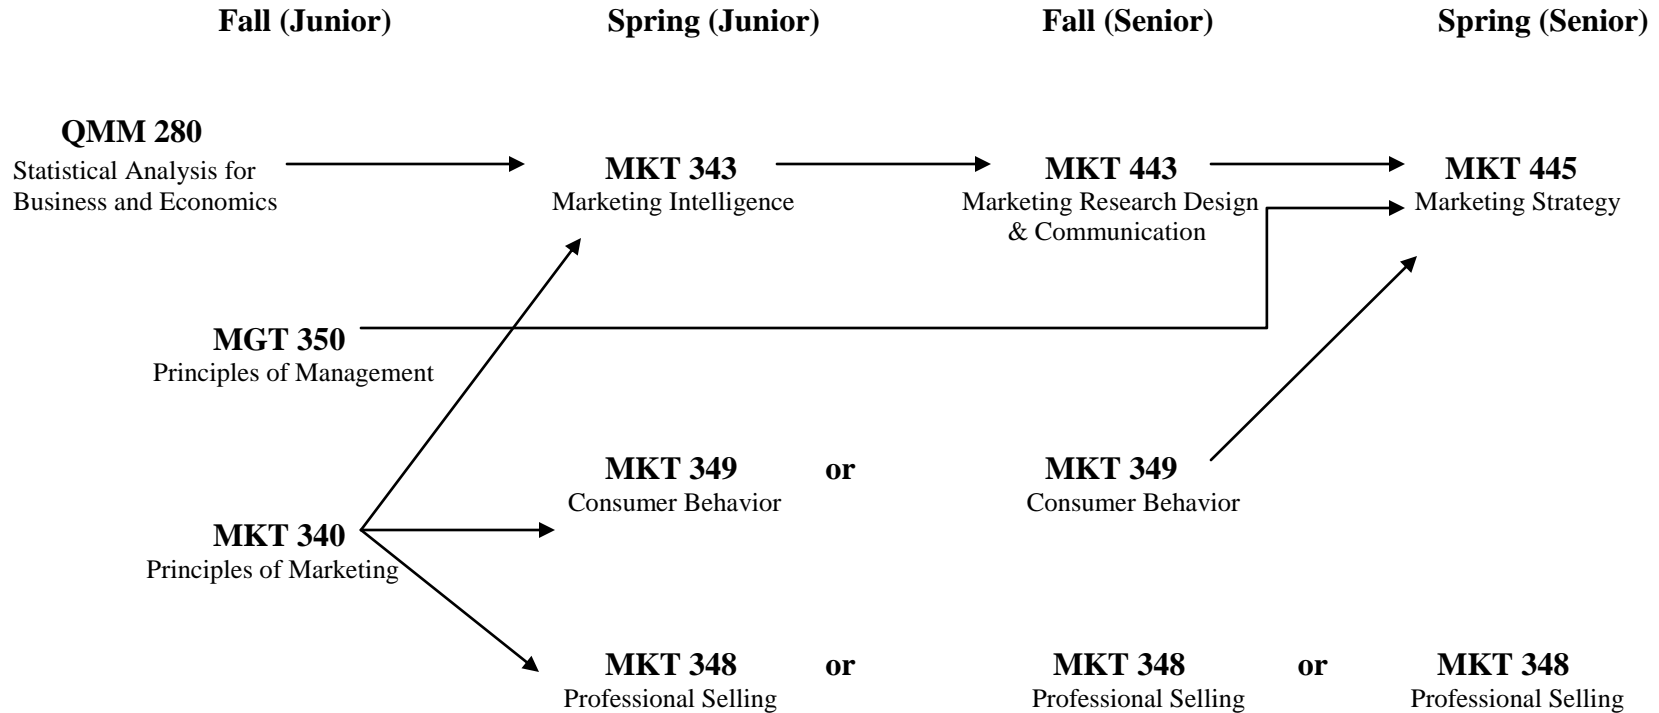 Fall (Junior) Spring (Junior) Fall (Senior) Spring (Senior)
QMM 280
Statistical Analysis for
Business and Economics
MKT 343
Marketing Intelligence
MKT 443
Marketing Research Design
& Communication
MKT 445
Marketing Strategy
MGT 350
Principles of Management
MKT 349 or MKT 349
Consumer Behavior Consumer Behavior
MKT 340
Principles of Marketing
MKT 348 or MKT 348 or MKT 348
Professional Selling Professional Selling Professional Selling